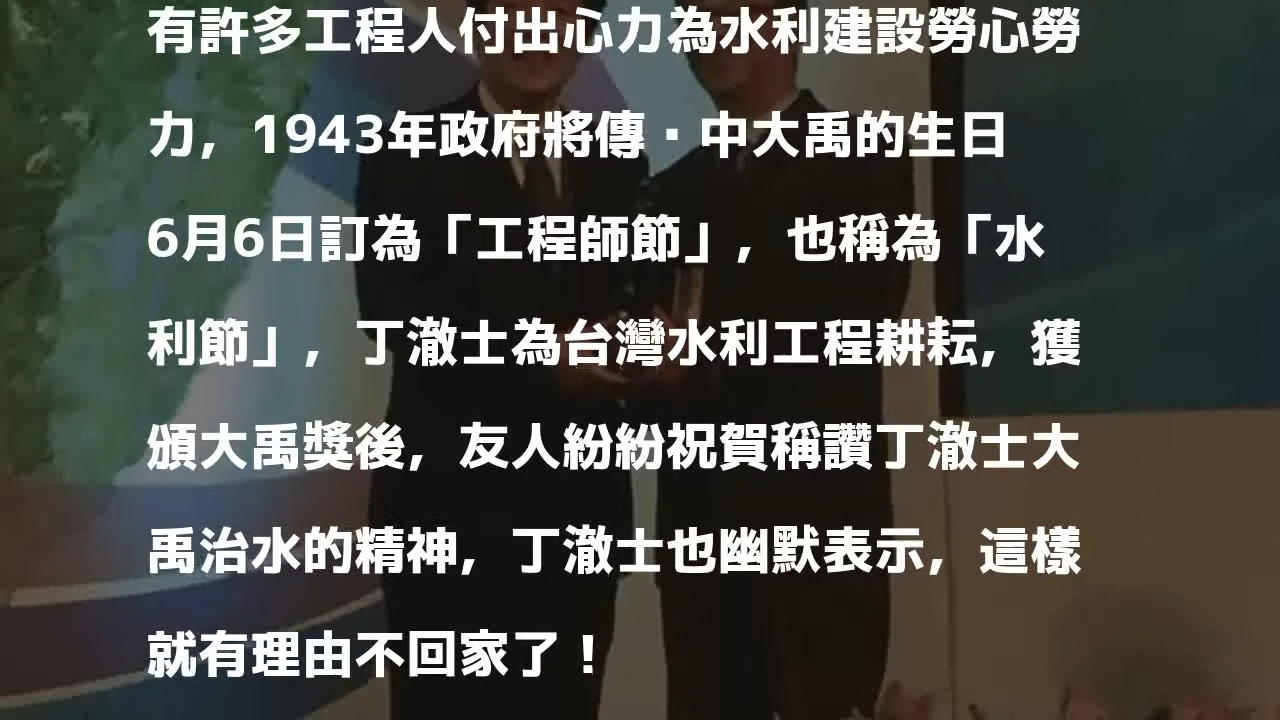 有許多工程人付出心力為水利建設勞心勞
力，1943年政府將傳▪中大禹的生日
6月6日訂為「工程師節」，也稱為「水
利節」，丁澈士為台灣水利工程耕耘，獲
頒大禹獎後，友人紛紛祝賀稱讚丁澈士大
禹治水的精神，丁澈士也幽默表示，這樣
就有理由不回家了！